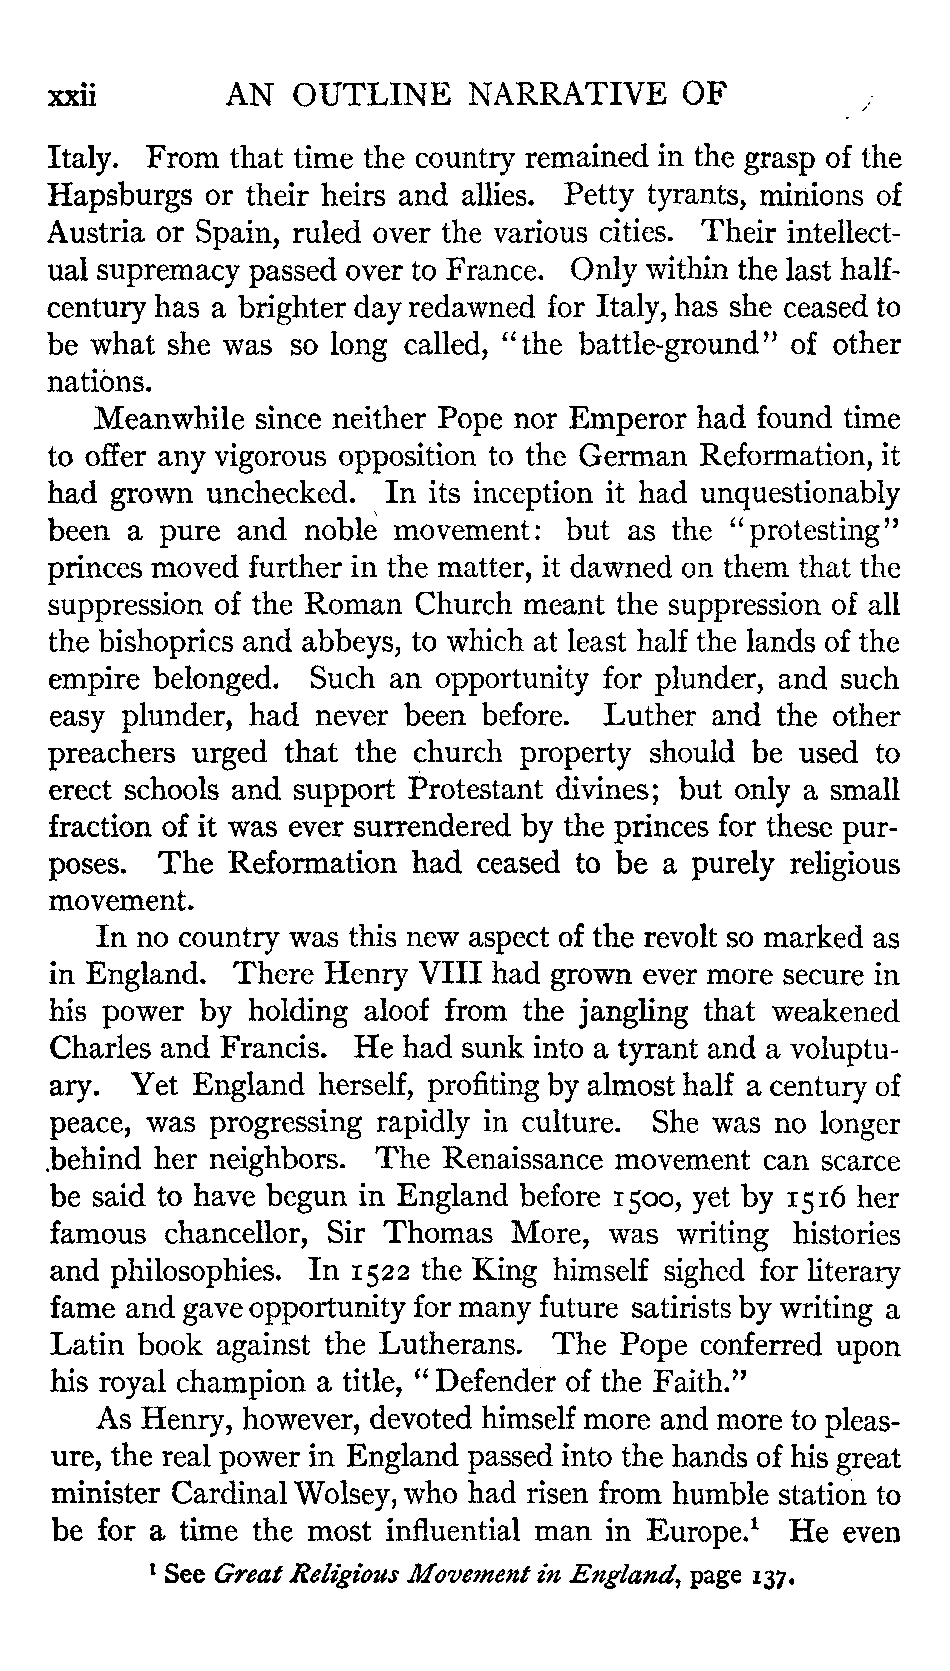 xxii AN OUTLINE NARRATIVE OF
Italy. From that time the country remained in the grasp of the
Hapsburgs or their heirs and allies. Petty tyrants, minions of
Austria or Spain, ruled over the various cities. Their intellect-
ual supremacy passed over to France. Only within the last half-
century has a brighter day redawned for Italy, has she ceased to
be what she was so long called, "the battle-ground" of other
nations.
Meanwhile since neither Pope nor Emperor had found time
to offer any vigorous opposition to the German Reformation, it
had grown unchecked. In its inception it had unquestionably
been a pure and noble movement: but as the "protesting"
princes moved further in the matter, it dawned on them that the
suppression of the Roman Church meant the suppression of all
the bishoprics and abbeys, to which at least half the lands of the
empire belonged. Such an opportunity for plunder, and such
easy plunder, had never been before. Luther and the other
preachers urged that the church property should be used to
erect schools and support Protestant divines; but only a small
fraction of it was ever surrendered by the princes for these pur-
poses. The Reformation had ceased to be a purely religious
movement.
In no country was this new aspect of the revolt so marked as
in England. There Henry VIII had grown ever more secure in
his power by holding aloof from the jangling that weakened
Charles and Francis. He had sunk into a tyrant and a voluptu-
ary. Yet England herself, profiting by almost half a century of
peace, was progressing rapidly in culture. She was no longer
behind her neighbors. The Renaissance movement can scarce
be said to have begun in England before 1500, yet by 1516 her
famous chancellor, Sir Thomas More, was writing histories
and philosophies. In 1522 the King himself sighed for literary
fame and gave opportunity for many future satirists by writing a
Latin book against the Lutherans. The Pope conferred upon
his royal champion a title, "Defender of the Faith."
As Henry, however, devoted himself more and more to pleas-
ure, the real power in England passed into the hands of his great
minister Cardinal Wolsey, who had risen from humble station to
be for a time the most influential man in Europe.¹ He even
¹ See Great Religious Movement in England, page 137.